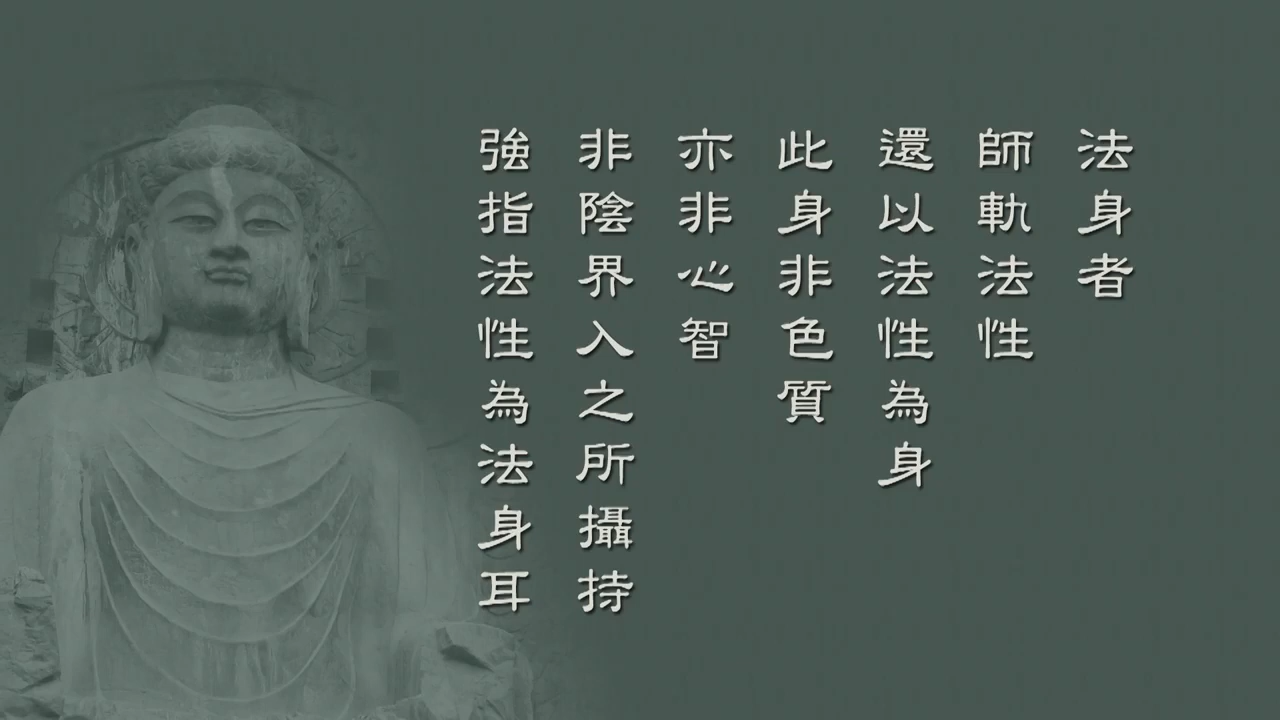 法身者
師軌法性
還以法性為身
此身非色質
亦非心智
非陰界入之所攝持
強指法性為法身耳